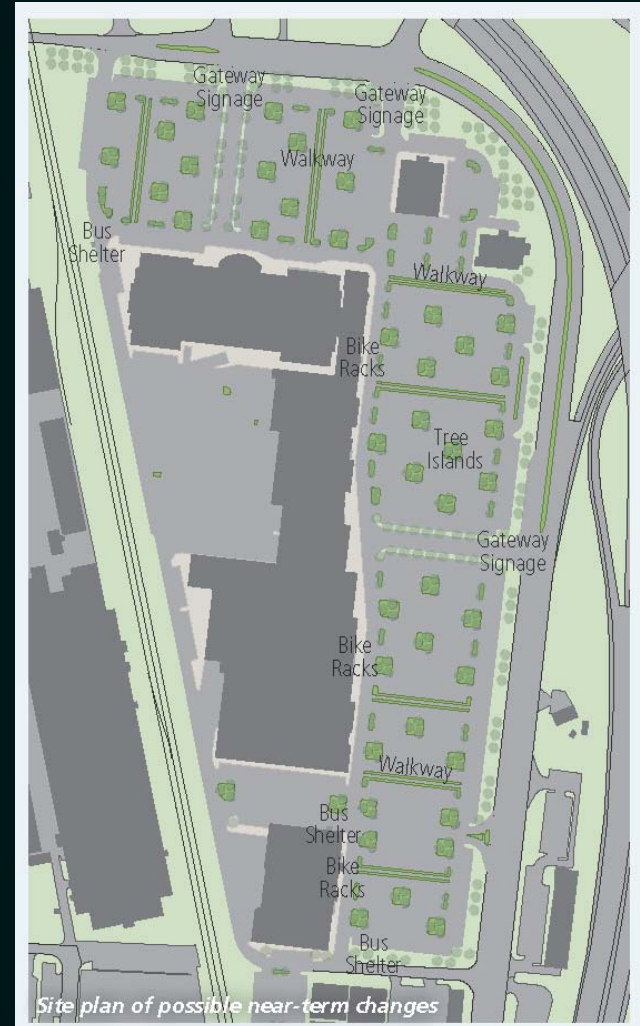 Gateway
Signage
Gateway
Signage
Walkway
Bus
Shelter
Walkway
Bike
Racks
Tree
Islands
Gateway
Signage
Bike
Racks
Walkway
Bus
Shelter
Bike
Racks
Bus
Shelter
Site plan of possible near-term changes